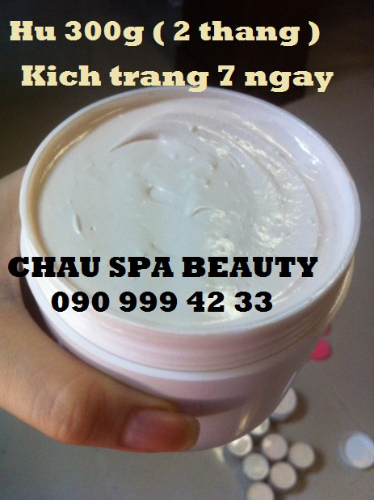 Hu 300g ( 2 thang )
Kich trang 7 ngay
CHAU SPA BEAUTY
090 999 42 33